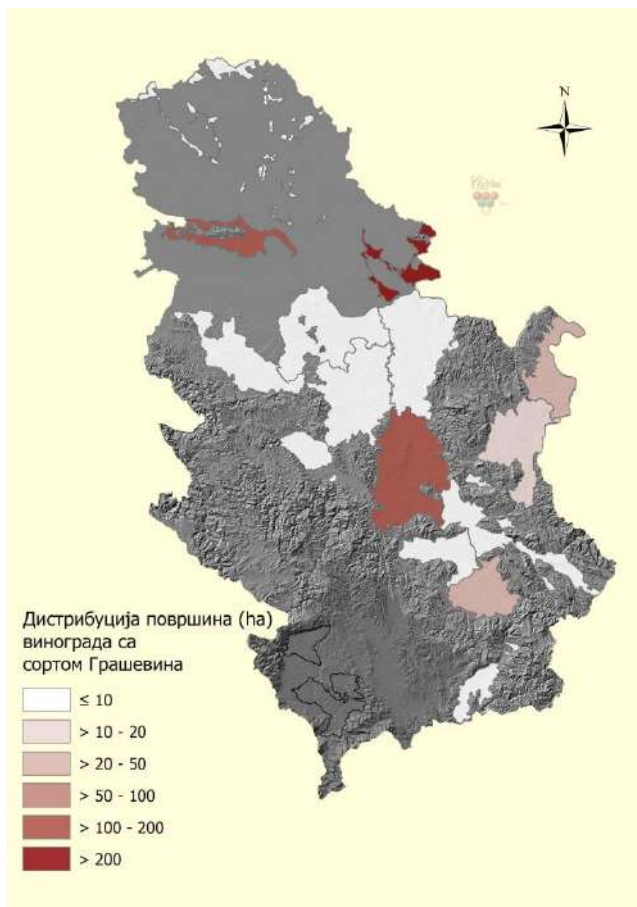 N
Дистрибуција површина (ha)
винограда са
сортом Грашевина
≤ 10
> 10 - 20
> 20 - 50
> 50 - 100
> 100 - 200
> 200